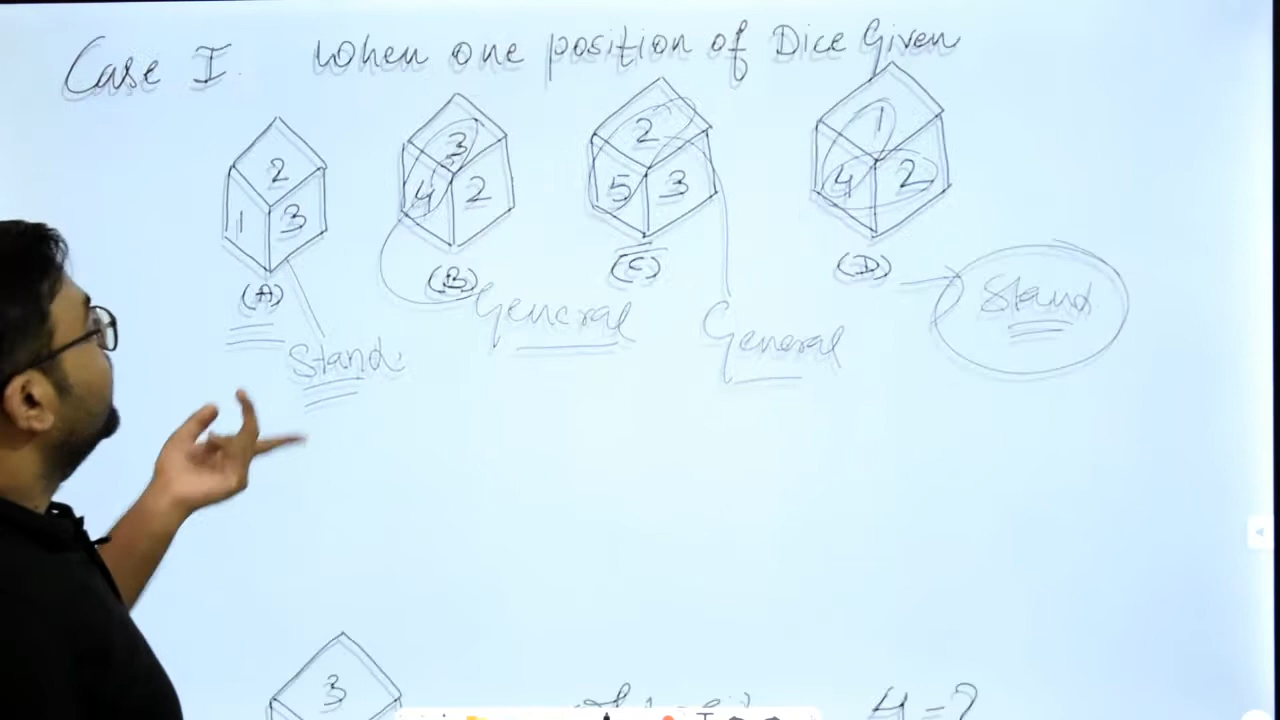 Case I. When one position of Dice Given
2 3 2 1
1 3 4 2 5 3 4 2
(A) (B) (C) (D)
Stand. General General Stand.
3 4 = ?